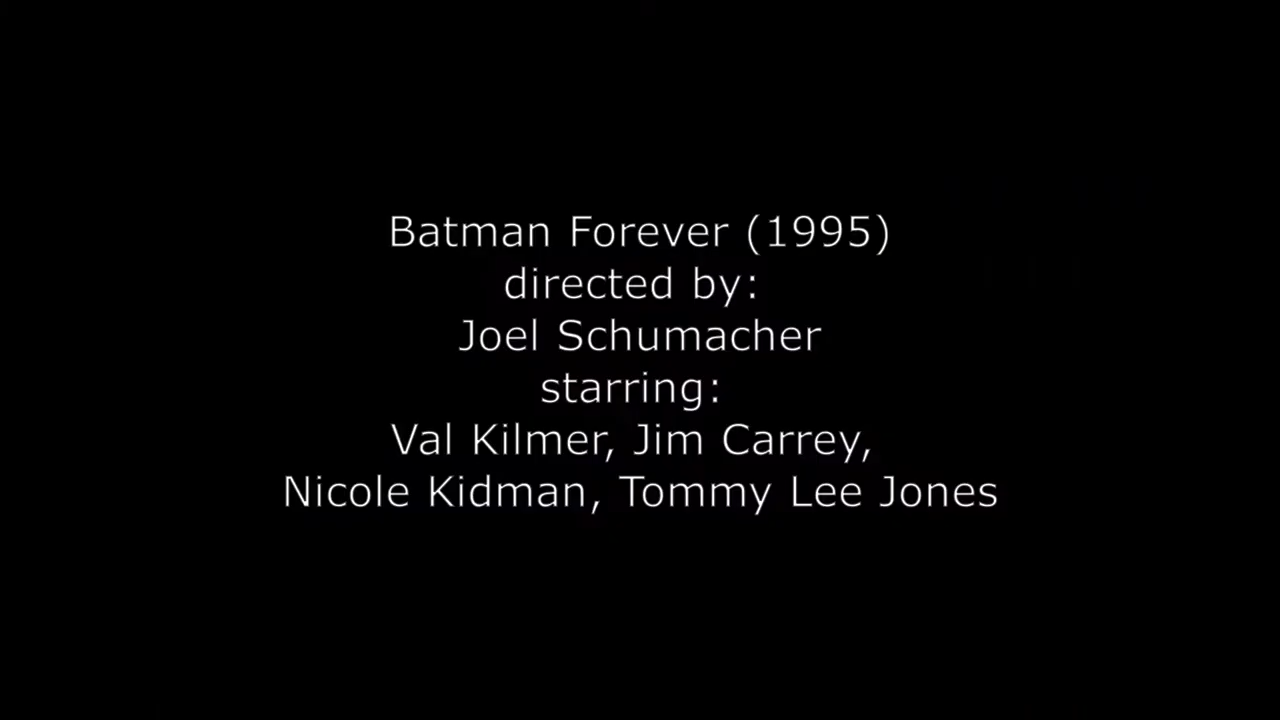 Batman Forever (1995)
directed by:
Joel Schumacher
starring:
Val Kilmer, Jim Carrey,
Nicole Kidman, Tommy Lee Jones